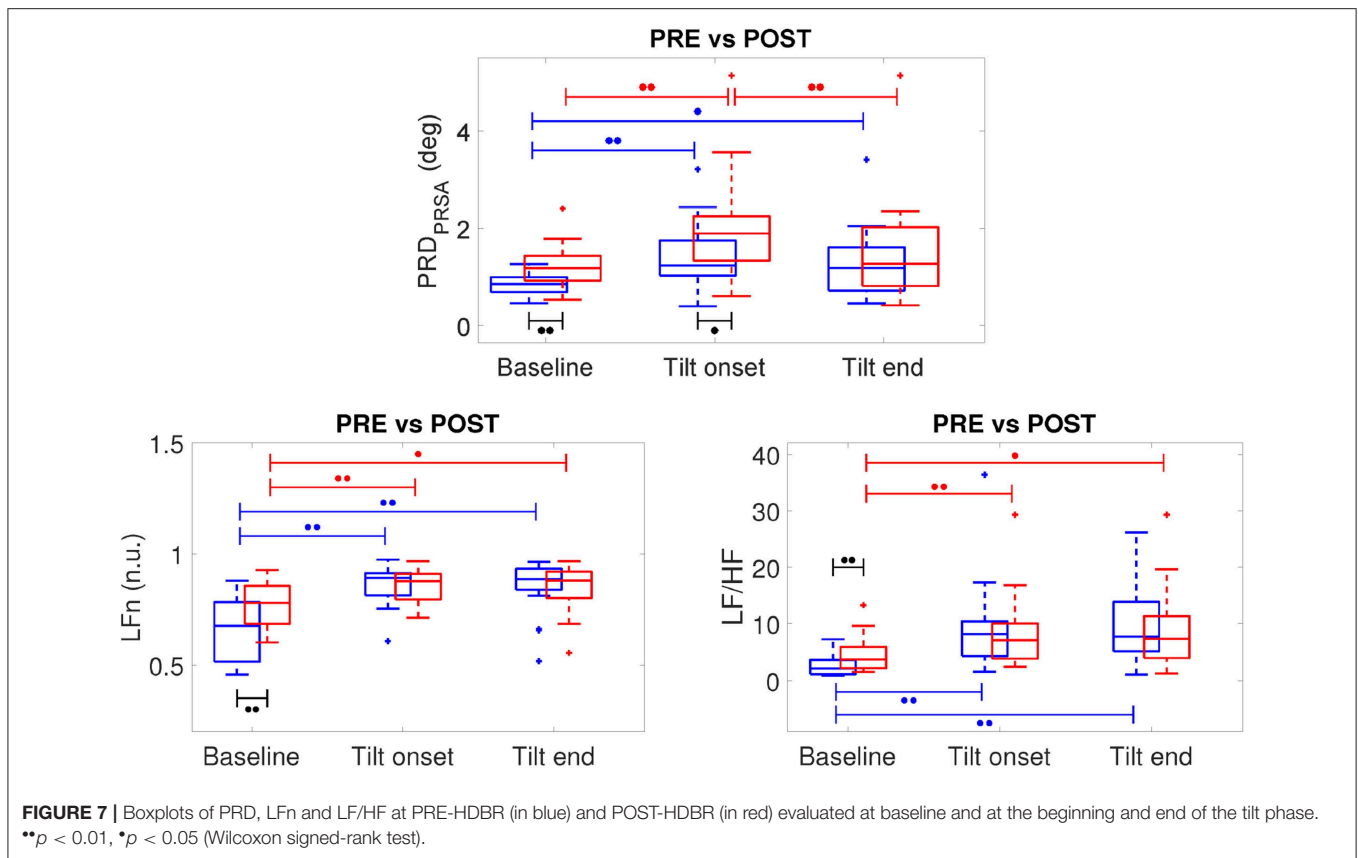 PRE vs POST
PRD_PRSA (deg)
4
2
0
Baseline Tilt onset Tilt end
PRE vs POST
LFn (n.u.)
1.5
1
0.5
Baseline Tilt onset Tilt end
PRE vs POST
LF/HF
40
30
20
10
0
Baseline Tilt onset Tilt end
FIGURE 7 | Boxplots of PRD, LFn and LF/HF at PRE-HDBR (in blue) and POST-HDBR (in red) evaluated at baseline and at the beginning and end of the tilt phase.
••p < 0.01, •p < 0.05 (Wilcoxon signed-rank test).